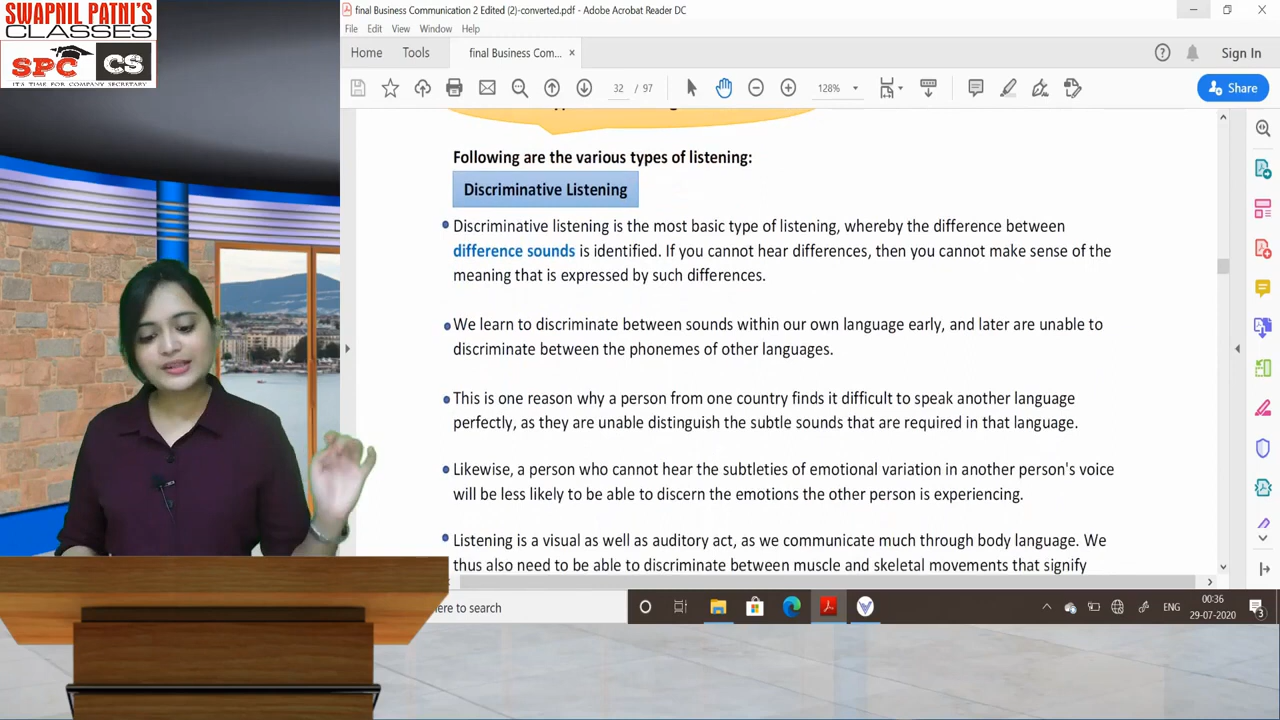 SWAPNIL PATNI'S
CLASSES
SPC CS
IT'S TIME FOR COMPANY SECRETARY
final Business Communication 2 Edited (2)-converted.pdf - Adobe Acrobat Reader DC
File Edit View Window Help
Home Tools final Business Com... × Sign In
32 / 97 128% Share
Following are the various types of listening:
Discriminative Listening
Discriminative listening is the most basic type of listening, whereby the difference between
difference sounds is identified. If you cannot hear differences, then you cannot make sense of the
meaning that is expressed by such differences.
We learn to discriminate between sounds within our own language early, and later are unable to
discriminate between the phonemes of other languages.
This is one reason why a person from one country finds it difficult to speak another language
perfectly, as they are unable distinguish the subtle sounds that are required in that language.
Likewise, a person who cannot hear the subtleties of emotional variation in another person's voice
will be less likely to be able to discern the emotions the other person is experiencing.
Listening is a visual as well as auditory act, as we communicate much through body language. We
thus also need to be able to discriminate between muscle and skeletal movements that signify
ere to search
ENG
00:36
29-07-2020
3